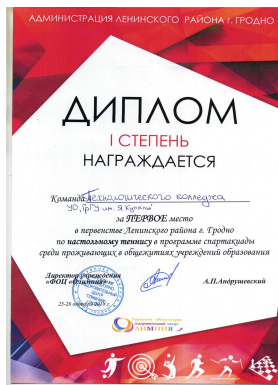 АДМИНИСТРАЦИЯ ЛЕНИНСКОГО РАЙОНА г. ГРОДНО
ДИПЛОМ
I СТЕПЕНЬ
НАГРАЖДАЕТСЯ
Команда Технологического колледжа
УО „ГрГУ им. Я. Купалы"
за ПЕРВОЕ место
в первенстве Ленинского района г. Гродно
по настольному теннису в программе спартакиады
среди проживающих в общежитиях учреждений образования
Директор учреждения
«ФОЦ «Олимпия»
А.П.Андрушевский
октября
ОЛИМПИЯ